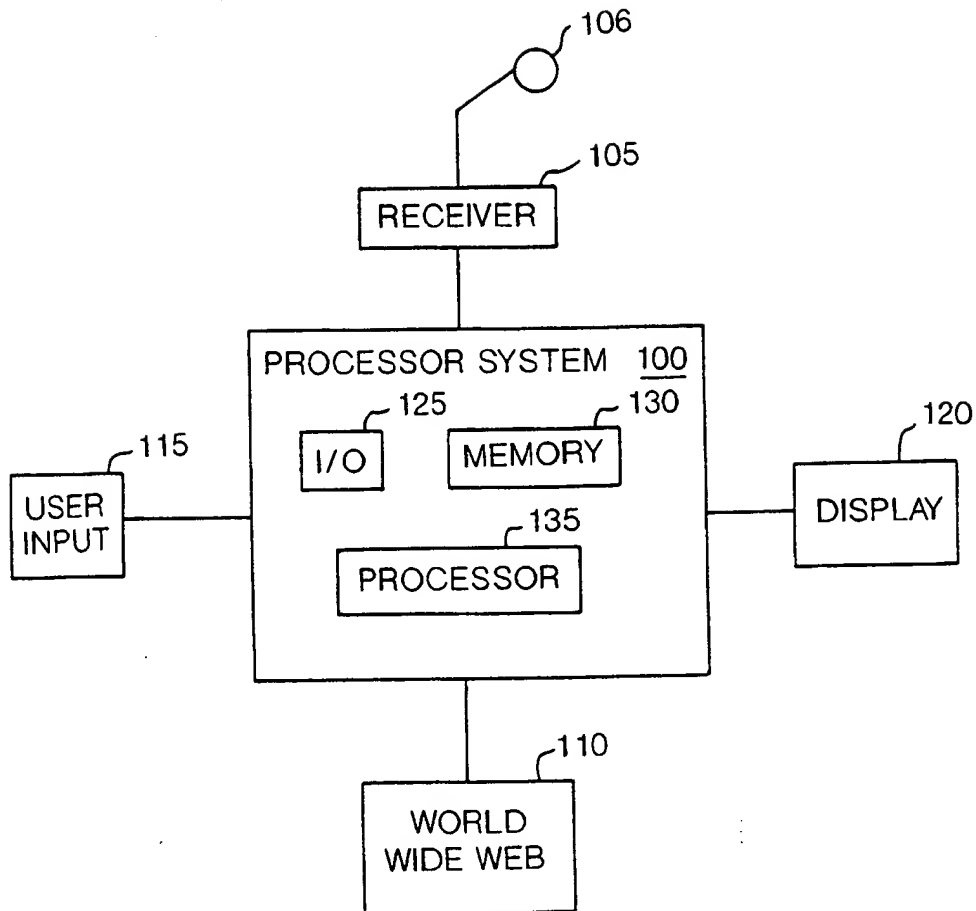 106
105
RECEIVER
PROCESSOR SYSTEM 100
125
130
I/O
MEMORY
115
120
USER
INPUT
DISPLAY
135
PROCESSOR
110
WORLD
WIDE WEB